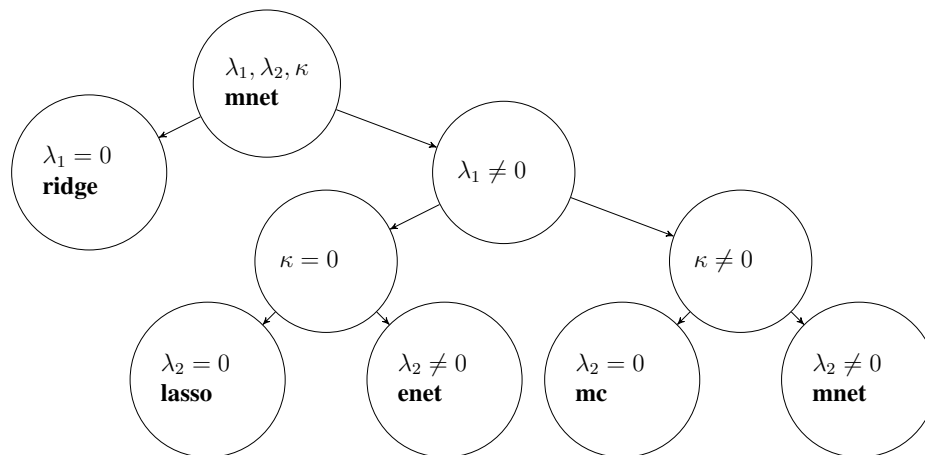 λ₁, λ₂, κ
mnet
λ₁ = 0
ridge
λ₁ ≠ 0
κ = 0
κ ≠ 0
λ₂ = 0
lasso
λ₂ ≠ 0
enet
λ₂ = 0
mc
λ₂ ≠ 0
mnet